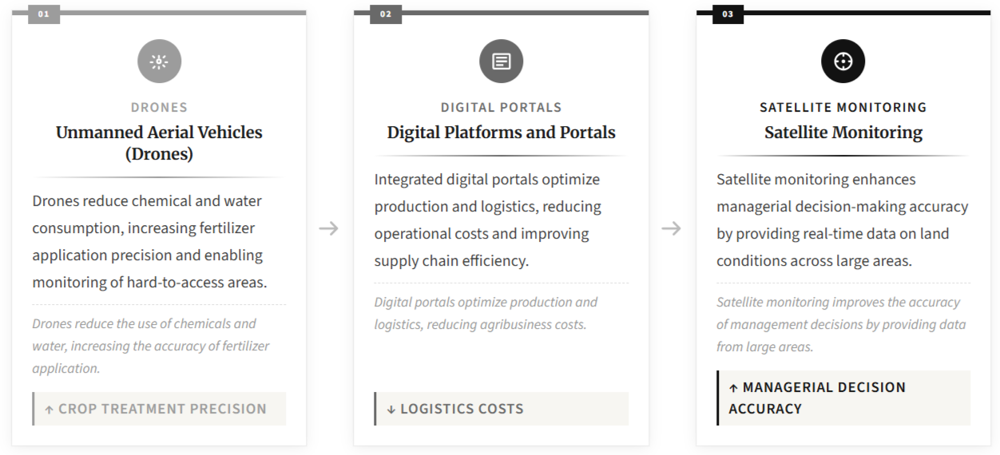 01
DRONES
Unmanned Aerial Vehicles
(Drones)
Drones reduce chemical and water
consumption, increasing fertilizer
application precision and enabling
monitoring of hard-to-access areas.
Drones reduce the use of chemicals and
water, increasing the accuracy of fertilizer
application.
↑ CROP TREATMENT PRECISION
→
02
DIGITAL PORTALS
Digital Platforms and Portals
Integrated digital portals optimize
production and logistics, reducing
operational costs and improving
supply chain efficiency.
Digital portals optimize production and
logistics, reducing agribusiness costs.
↓ LOGISTICS COSTS
→
03
SATELLITE MONITORING
Satellite Monitoring
Satellite monitoring enhances
managerial decision-making accuracy
by providing real-time data on land
conditions across large areas.
Satellite monitoring improves the accuracy
of management decisions by providing data
from large areas.
↑ MANAGERIAL DECISION
ACCURACY